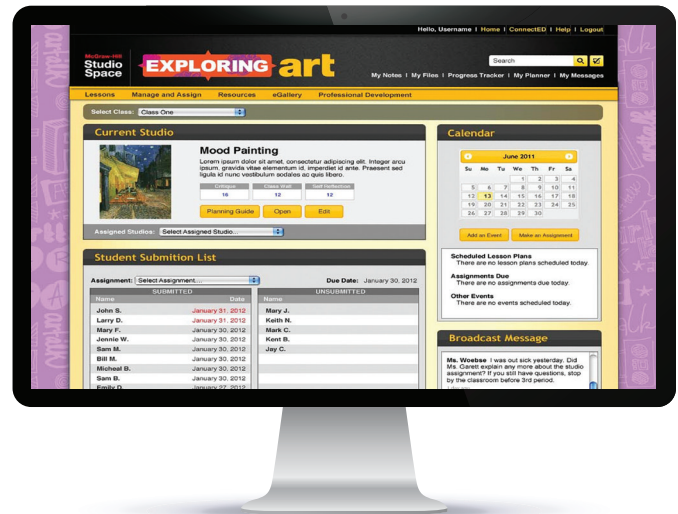 Hello, Username | Home | ConnectED | Help | Logout
McGraw-Hill
Studio
Space
EXPLORING art
Search
My Notes | My Files | Progress Tracker | My Planner | My Messages
Lessons Manage and Assign Resources eGallery Professional Development
Select Class: Class One
Current Studio
Mood Painting
Lorem ipsum dolor sit amet, consectetur adipiscing elit. Integer arcu
ipsum, gravida vitae elementum id, imperdiet id ante. Praesent sed
ligula id nunc vestibulum sodales ac quis libero.
Critique Class Wall Self Reflection
16 12 12
Planning Guide Open Edit
Assigned Studios: Select Assigned Studio...
Student Submition List
Assignment: Select Assignment... Due Date: January 30, 2012
SUBMITTED UNSUBMITTED
Name Date Name
John S. January 31, 2012 Mary J.
Larry D. January 31, 2012 Keith N.
Mary F. January 30, 2012 Mark C.
Jennie W. January 30, 2012 Kent B.
Sam M. January 30, 2012 Jay C.
Bill M. January 30, 2012
Micheal B. January 30, 2012
Sam B. January 30, 2012
Emily D. January 27, 2012
Calendar
June 2011
Su Mo Tu We Th Fr Sa
1 2 3 4
5 6 7 8 9 10 11
12 13 14 15 16 17 18
19 20 21 22 23 24 25
26 27 28 29 30
Add an Event Make an Assignment
Scheduled Lesson Plans
There are no lesson plans scheduled today.
Assignments Due
There are no assignments due today.
Other Events
There are no events scheduled today.
Broadcast Message
Ms. Woebse I was out sick yesterday. Did
Ms. Garett explain any more about the studio
assignment? If you still have questions, stop
by the classroom before 3rd period.